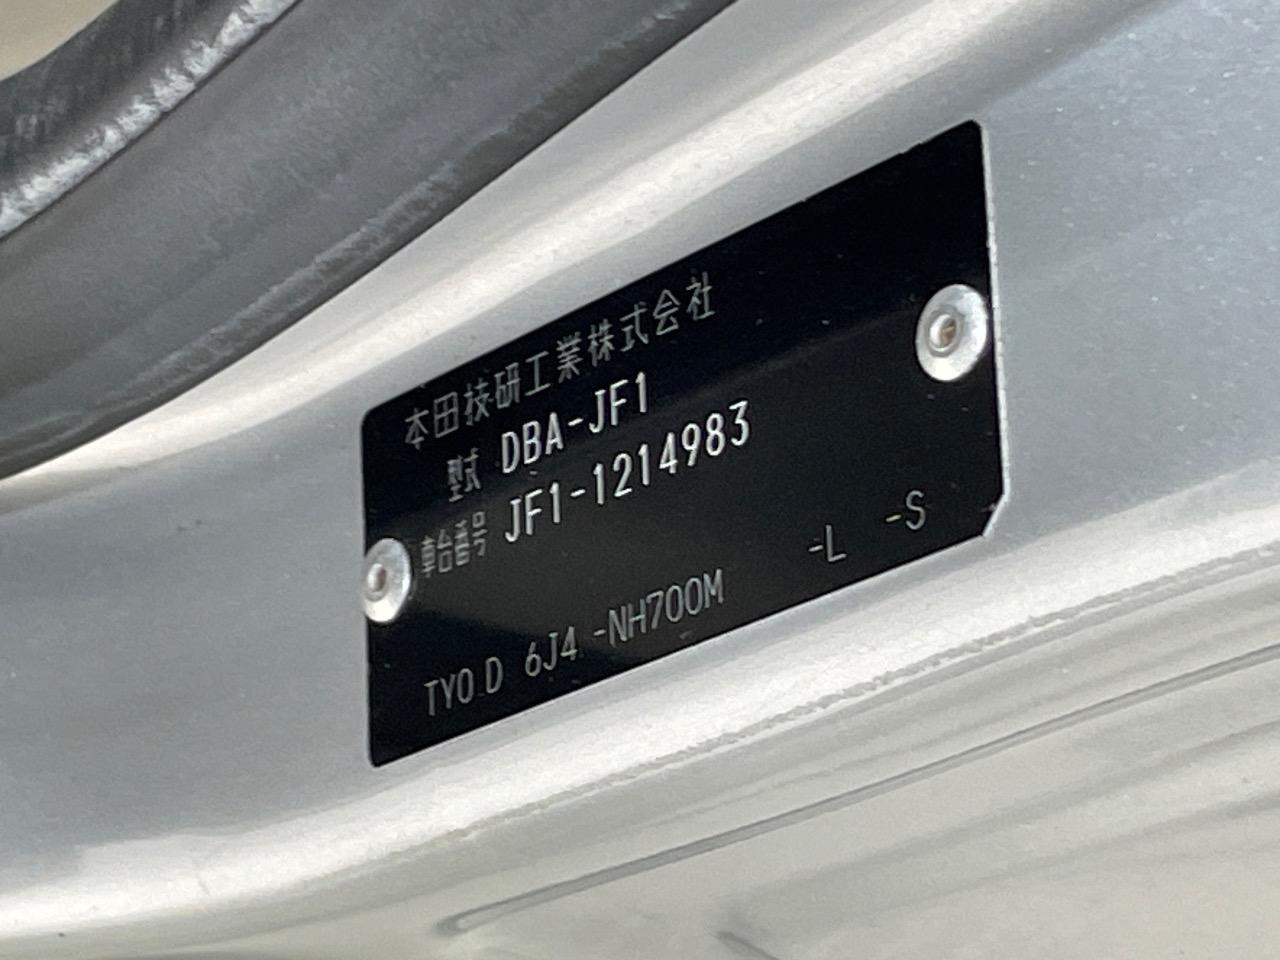 本田技研工業株式会社
型式 DBA-JF1
車台番号 JF1-1214983
TYO D 6J4 -NH700M -L -S